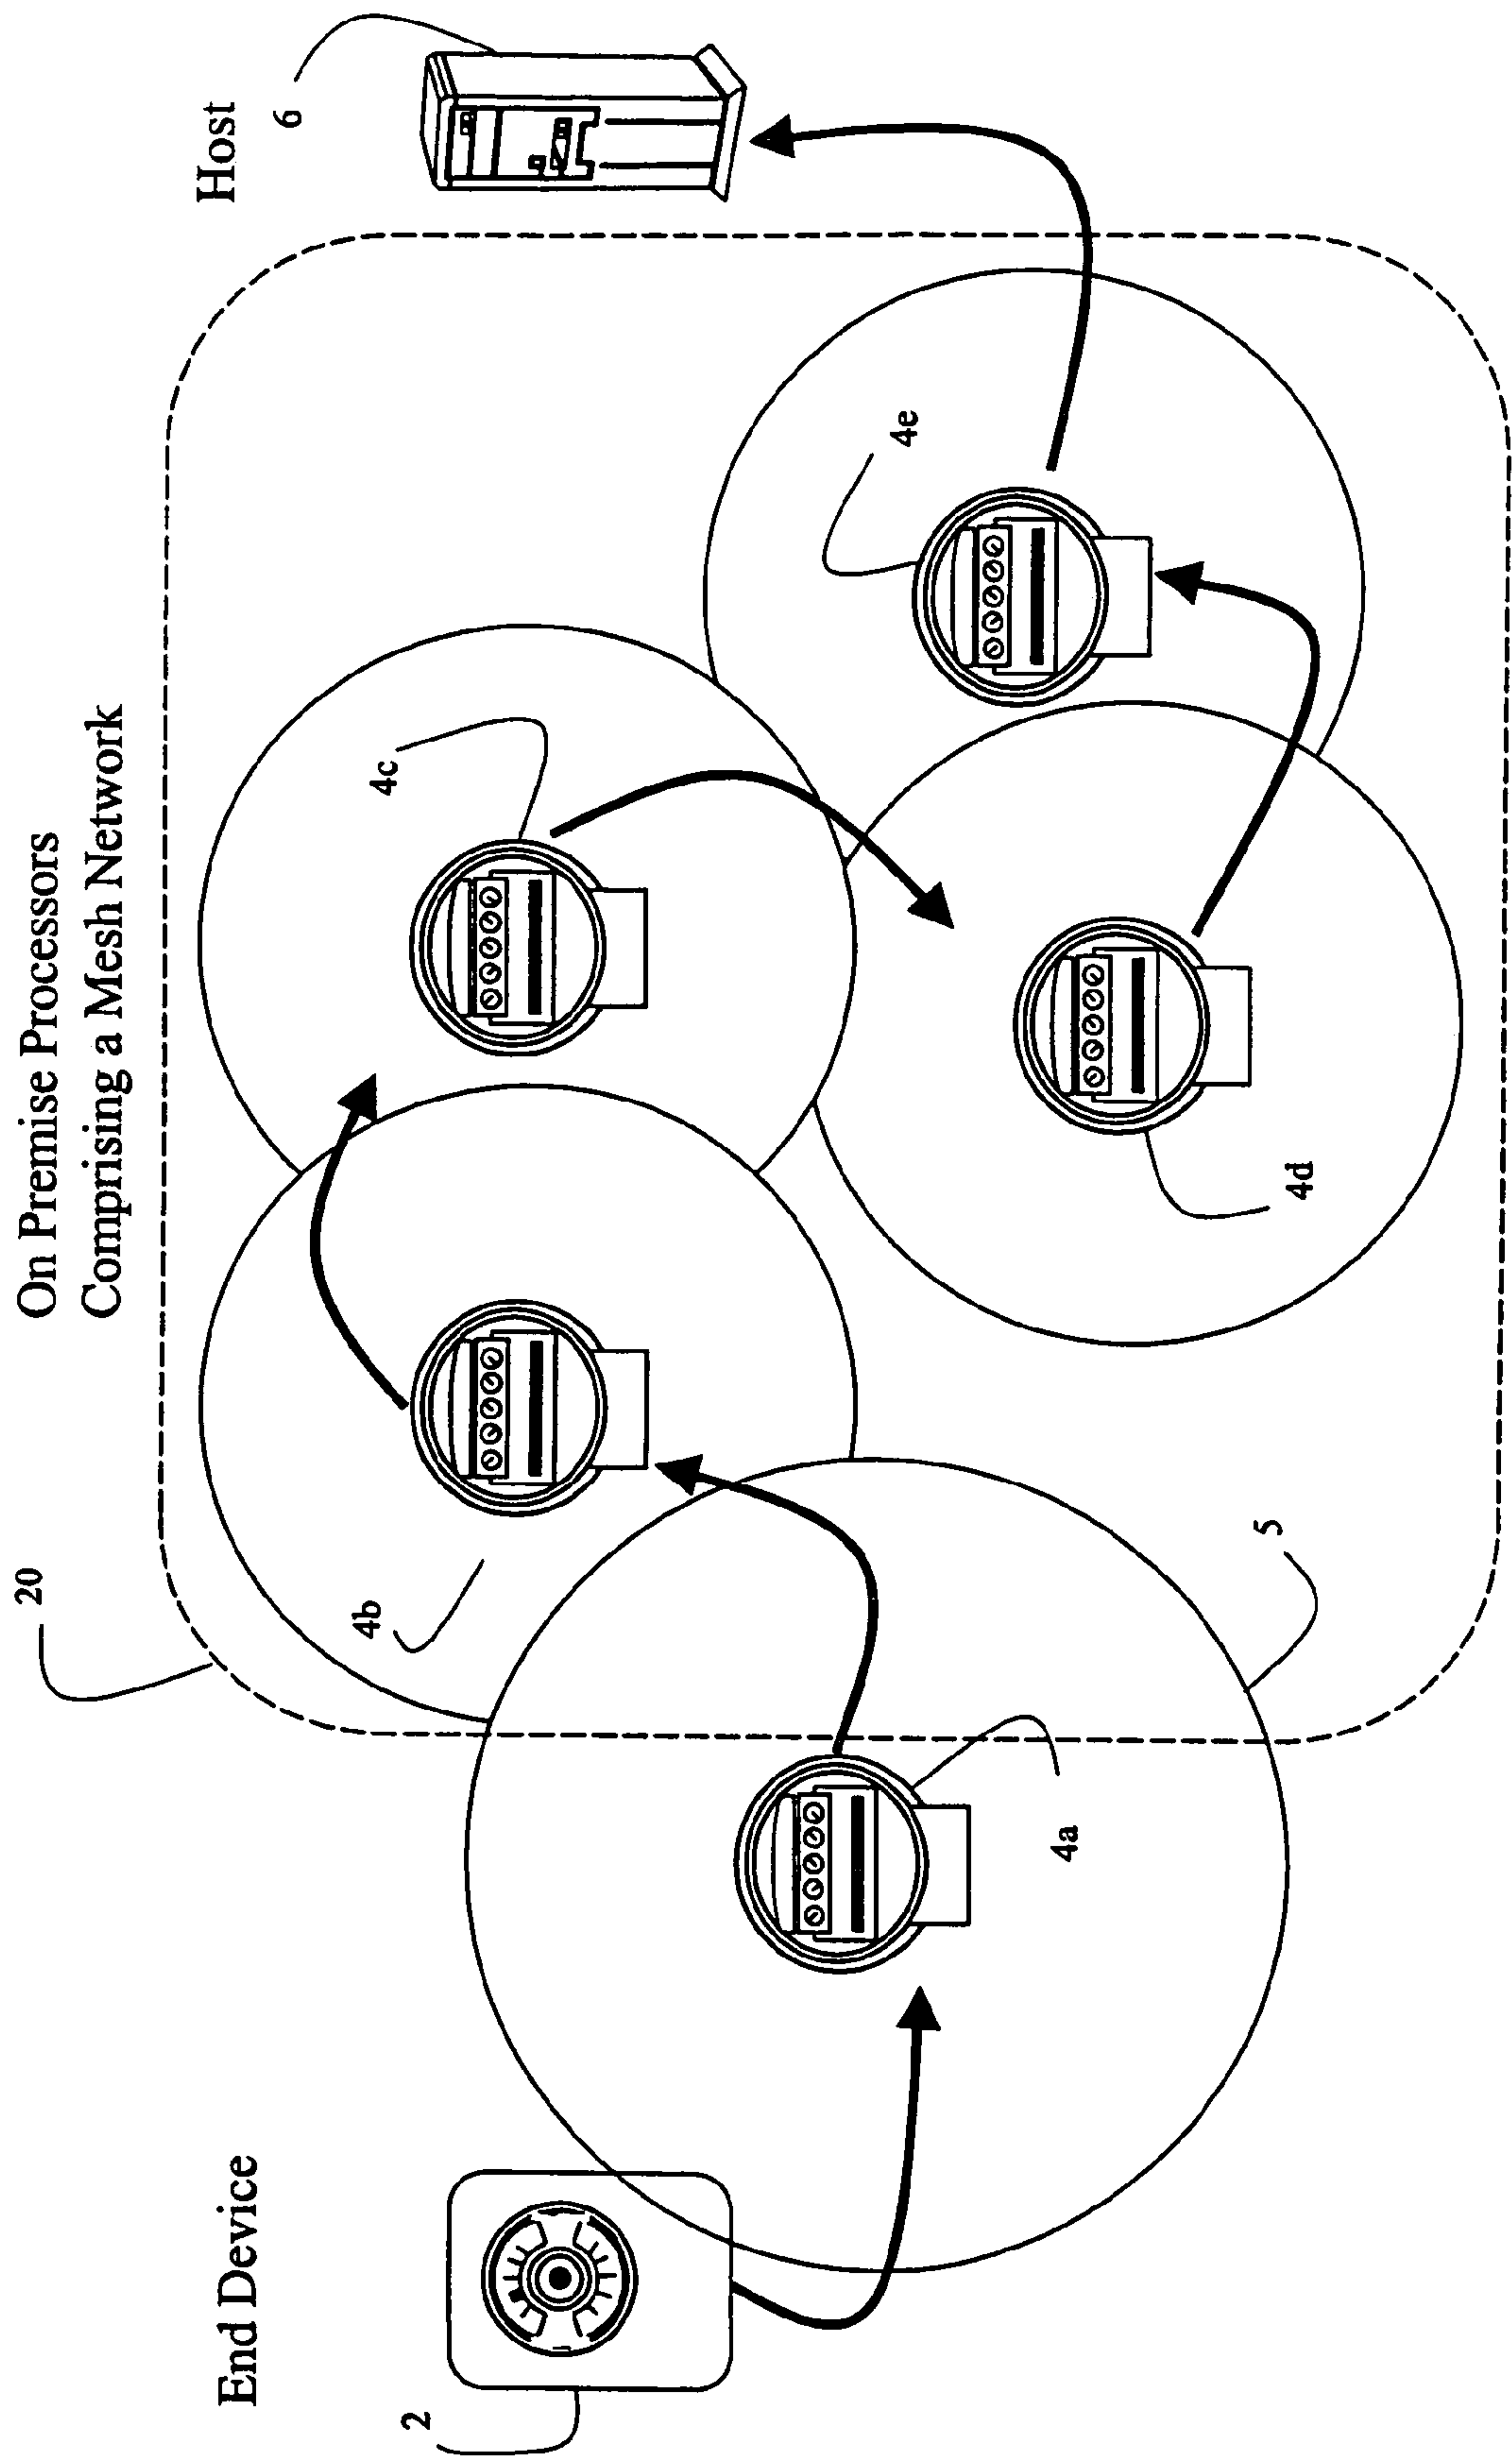 On Premise Processors
Comprising a Mesh Network
End Device
Host
20
2
4a
4b
4c
4d
4e
5
6